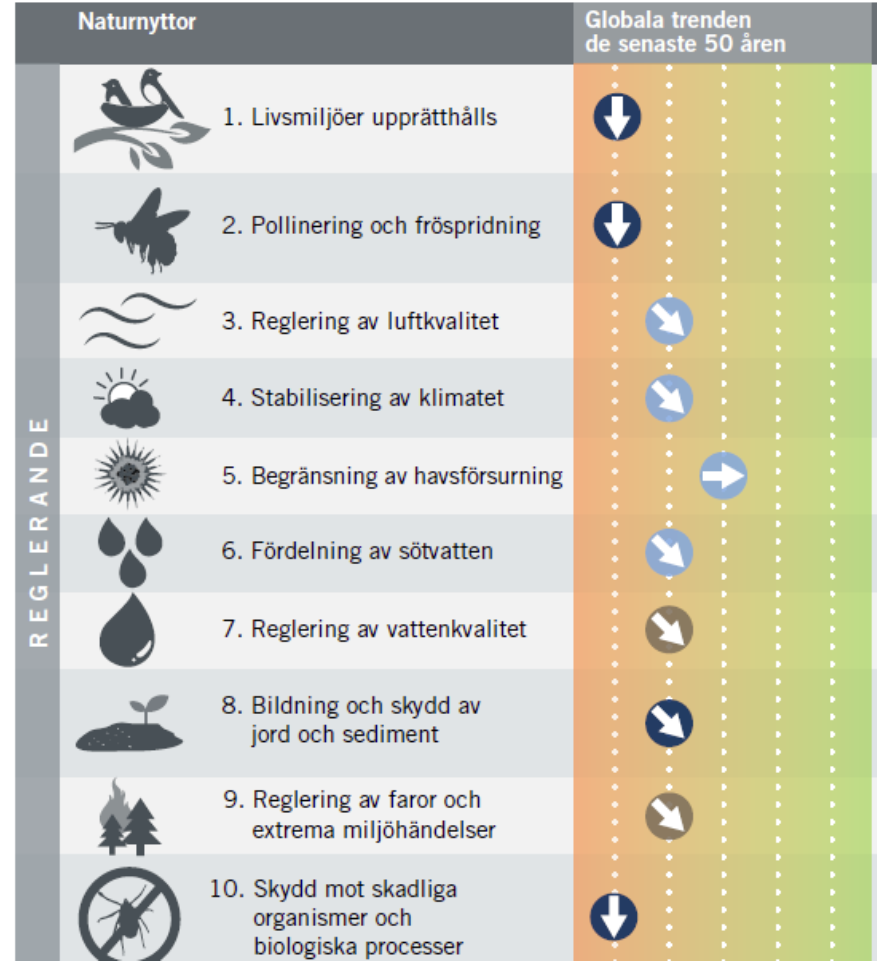 Naturnyttor
Globala trenden
de senaste 50 åren
REGLERANDE
1. Livsmiljöer upprätthålls
2. Pollinering och fröspridning
3. Reglering av luftkvalitet
4. Stabilisering av klimatet
5. Begränsning av havsförsurning
6. Fördelning av sötvatten
7. Reglering av vattenkvalitet
8. Bildning och skydd av
jord och sediment
9. Reglering av faror och
extrema miljöhändelser
10. Skydd mot skadliga
organismer och
biologiska processer